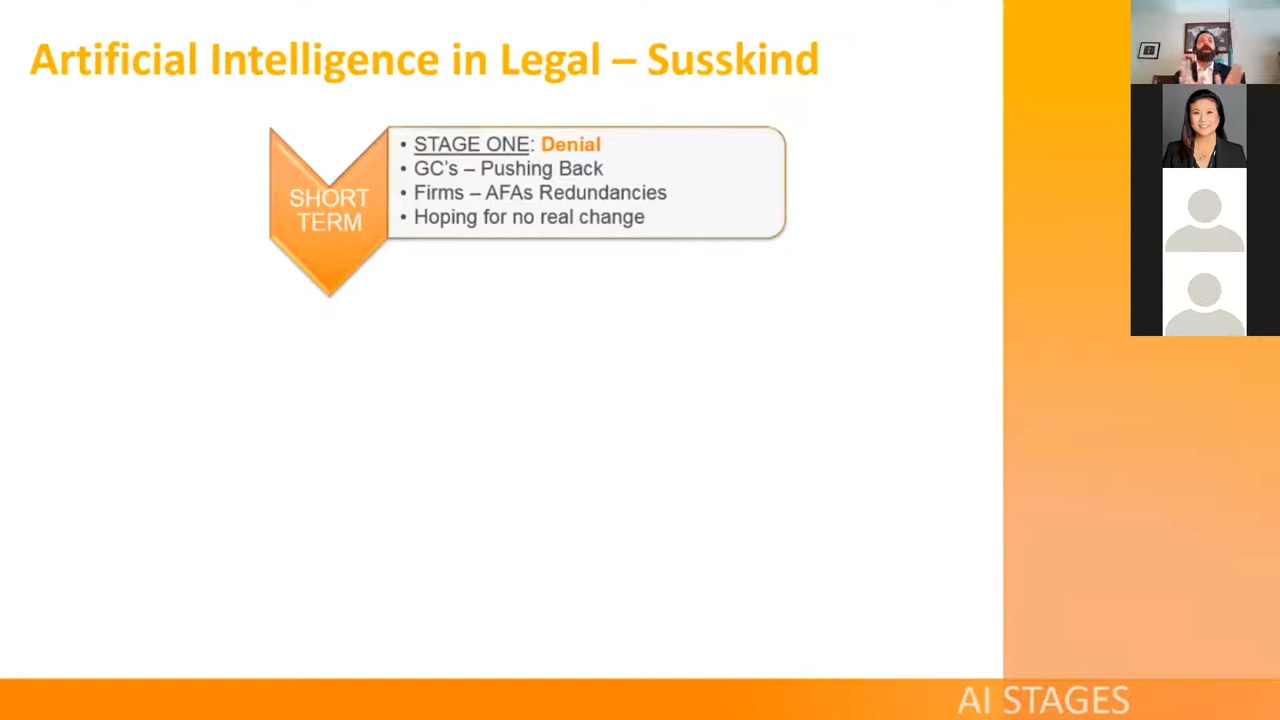 Artificial Intelligence in Legal – Susskind
SHORT
TERM
• STAGE ONE: Denial
• GC's – Pushing Back
• Firms – AFAs Redundancies
• Hoping for no real change
AI STAGES